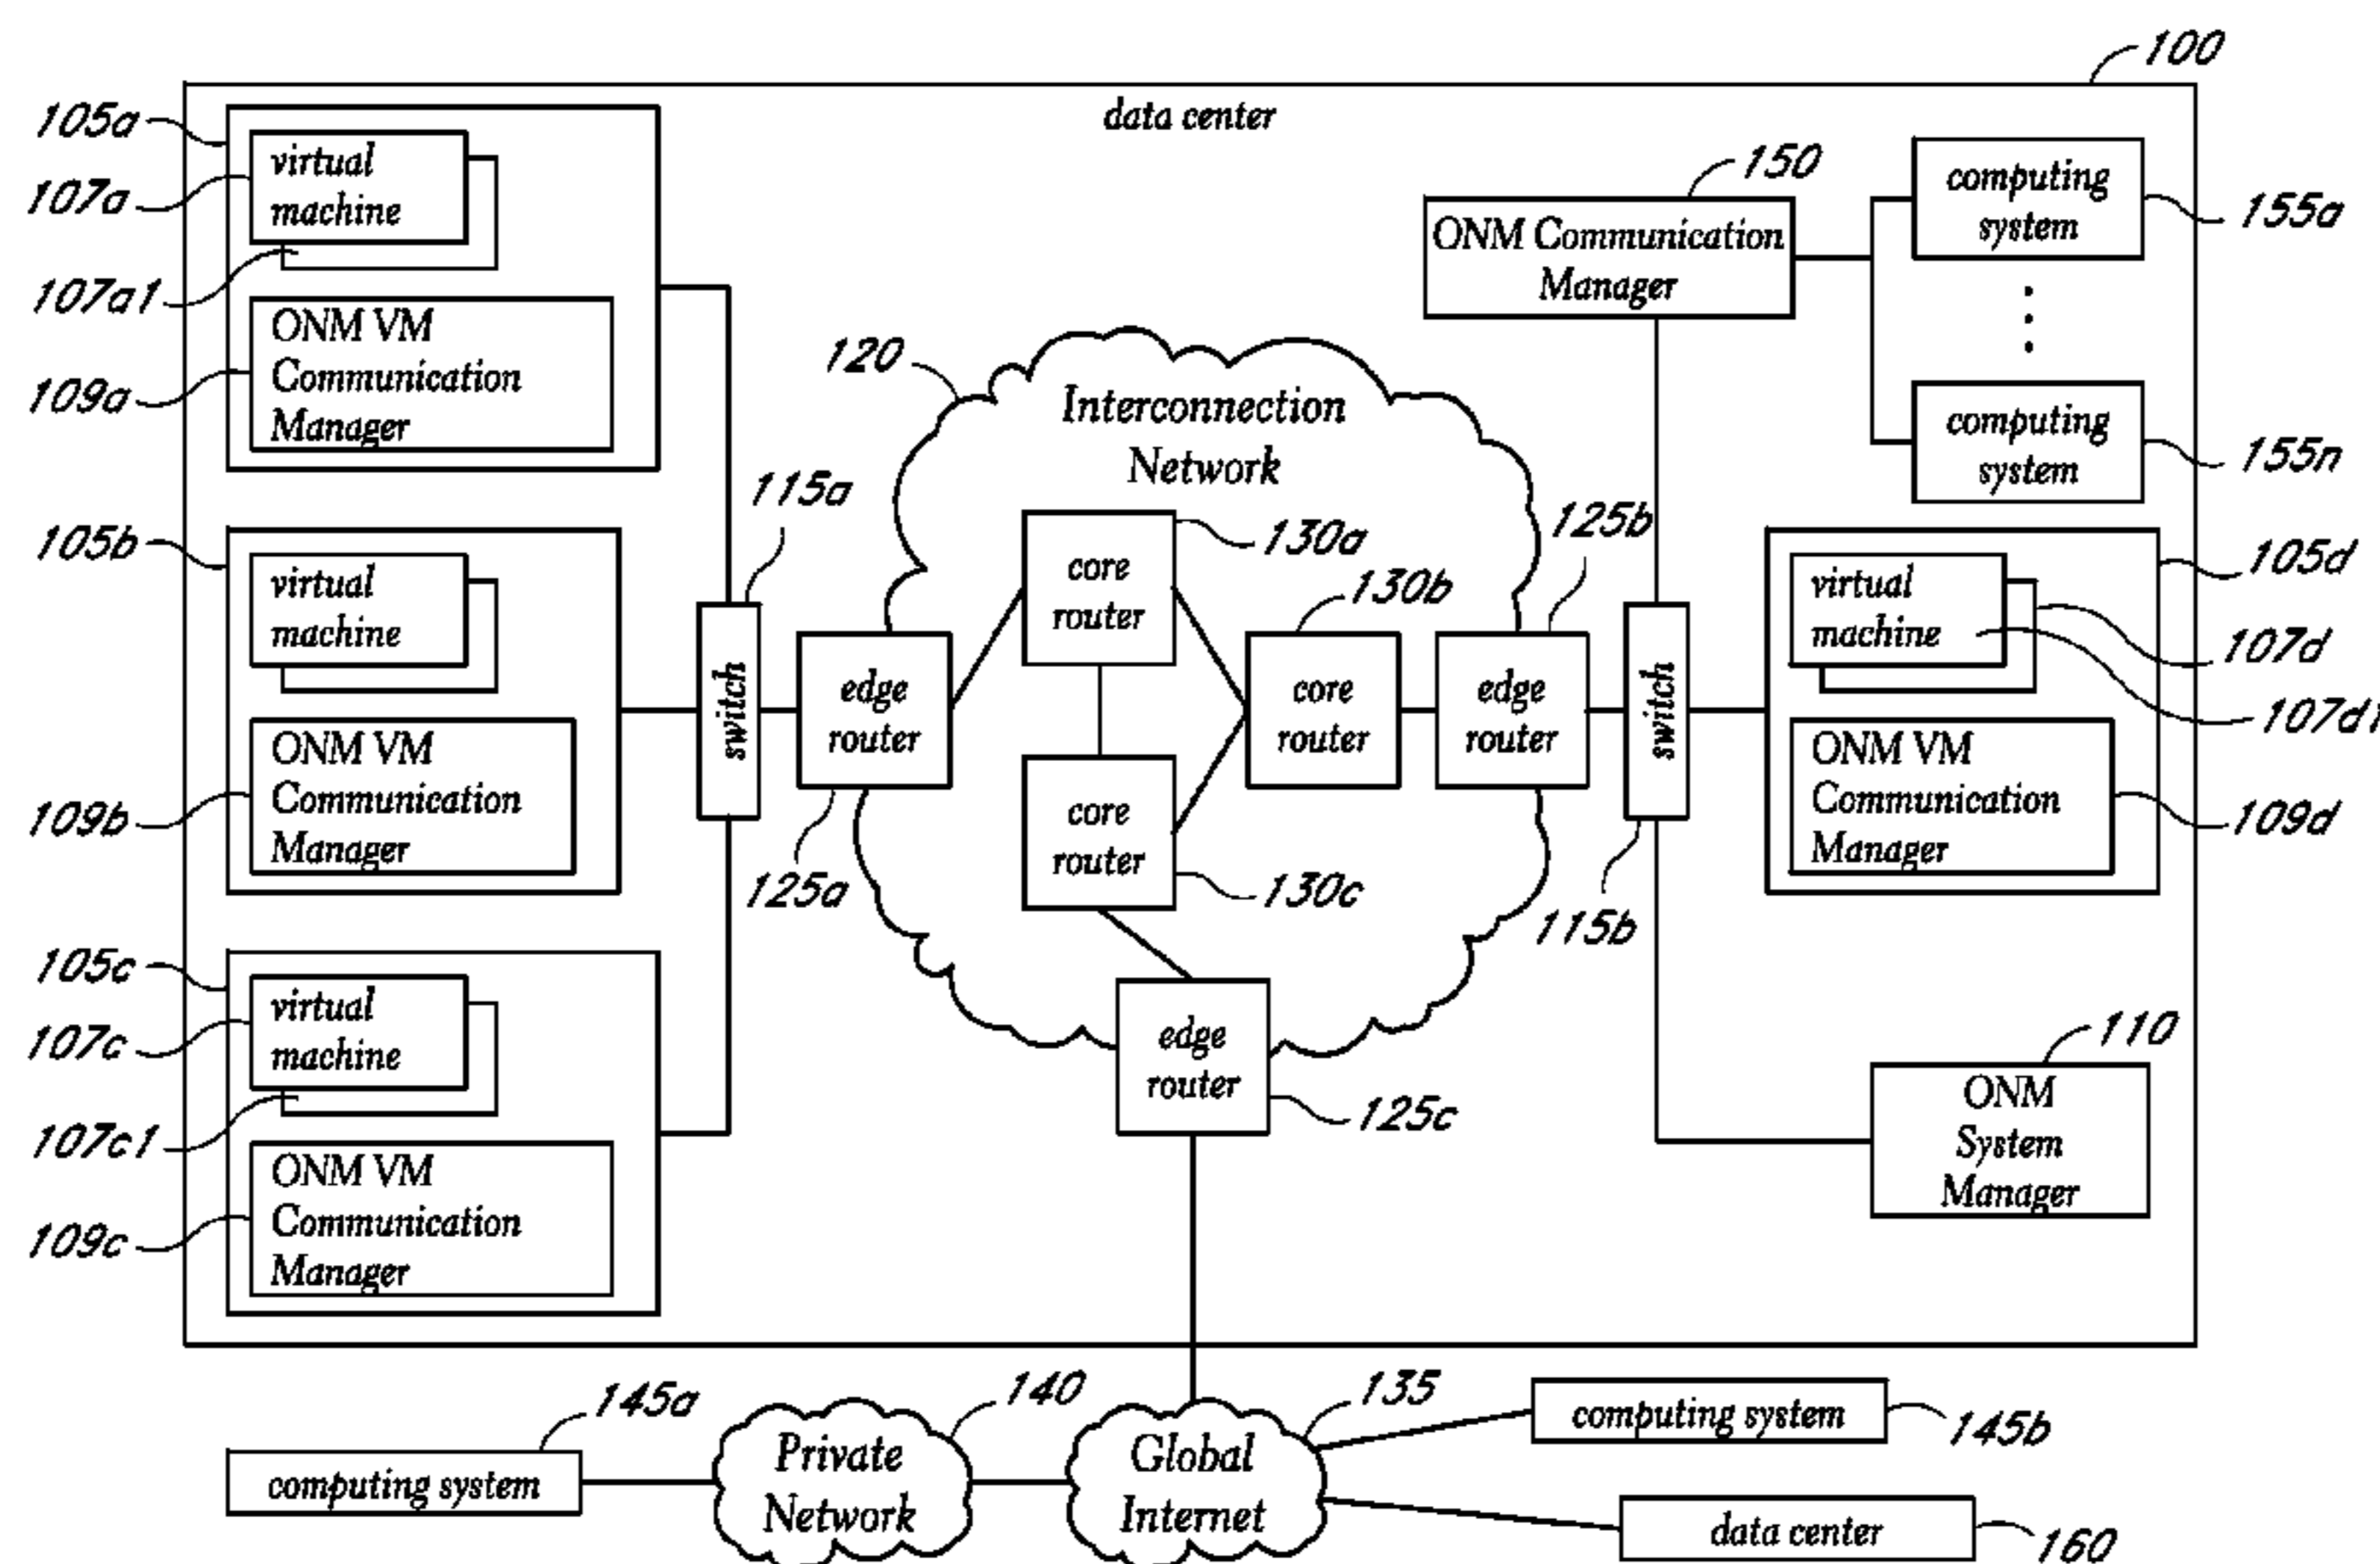 100
data center
105a
virtual
machine
107a
107a1
ONM VM
Communication
Manager
109a
150
ONM Communication
Manager
computing
system
155a
computing
system
155n
120
Interconnection
Network
115a
105b
virtual
machine
ONM VM
Communication
Manager
109b
switch
edge
router
125a
core
router
130a
core
router
130b
core
router
130c
edge
router
125b
switch
115b
105d
virtual
machine
107d
107d1
ONM VM
Communication
Manager
109d
105c
virtual
machine
107c
107c1
ONM VM
Communication
Manager
109c
edge
router
125c
110
ONM
System
Manager
145a
computing system
140
Private
Network
135
Global
Internet
computing system
145b
data center
160